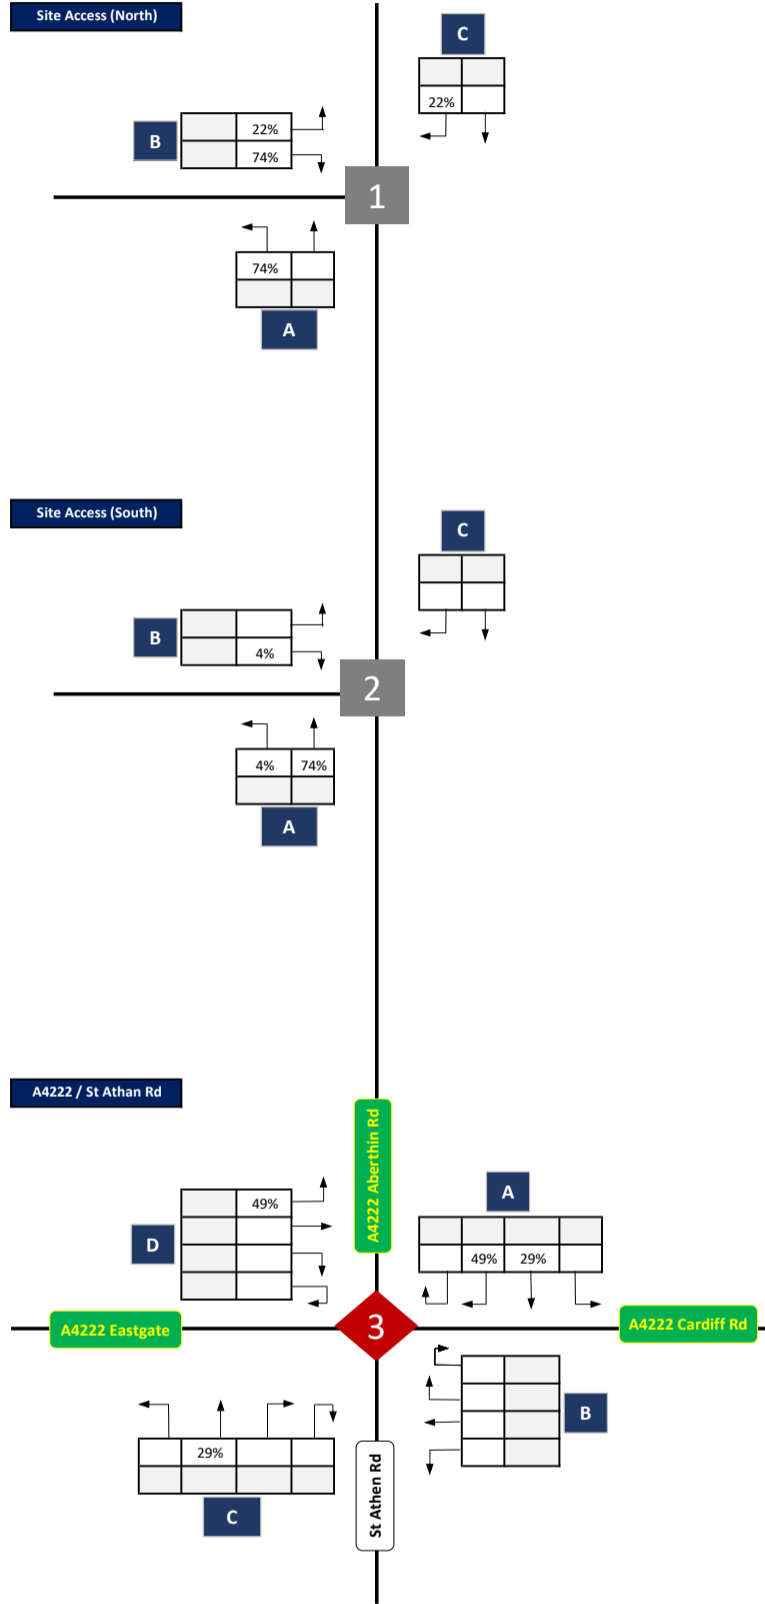 Site Access (North)
C
22%
B
22%
74%
1
74%
A
Site Access (South)
C
B
4%
2
4% 74%
A
A4222 / St Athan Rd
A4222 Aberthin Rd
A
49% 29%
D
49%
3
A4222 Eastgate
A4222 Cardiff Rd
B
29%
C
St Athen Rd